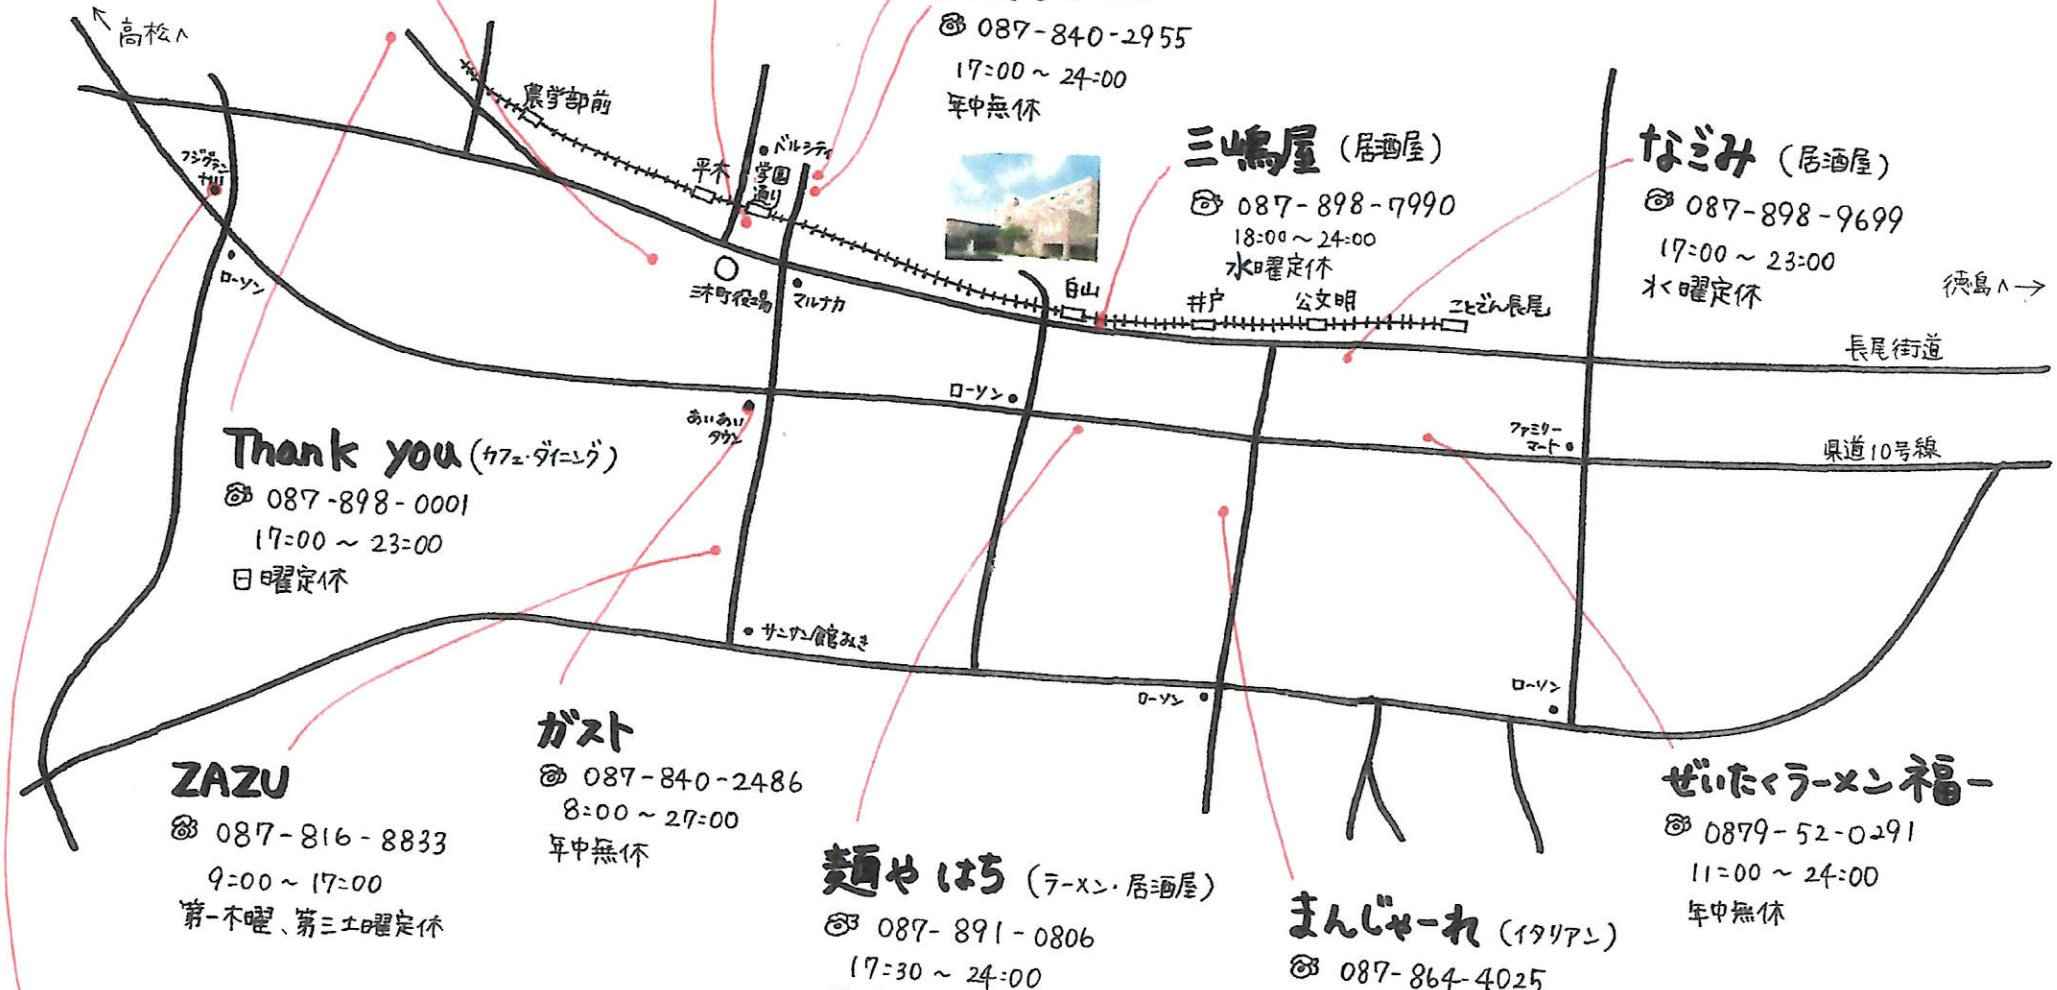 ↖高松へ
☎ 087-840-2955
17:00～24:00
年中無休
農学部前
ベルシティ
平木
学園
通り
フジグラン
ローソン
三木町役場
マルナカ
白山
井戸
公文明
ことでん長尾
三嶋屋 (居酒屋)
☎ 087-898-7990
18:00～24:00
水曜定休
なごみ (居酒屋)
☎ 087-898-9699
17:00～23:00
水曜定休
徳島へ→
長尾街道
ローソン
あいあい
タウン
ファミリー
マート
県道10号線
Thank you (カフェ・ダイニング)
☎ 087-898-0001
17:00～23:00
日曜定休
サンサン館みき
ローソン
ローソン
ZAZU
☎ 087-816-8833
9:00～17:00
第一木曜、第三土曜定休
ガスト
☎ 087-840-2486
8:00～27:00
年中無休
麺や はち (ラーメン・居酒屋)
☎ 087-891-0806
17:30～24:00
まんじゃーれ (イタリアン)
☎ 087-864-4025
ぜいたくラーメン福一
☎ 0879-52-0291
11:00～24:00
年中無休